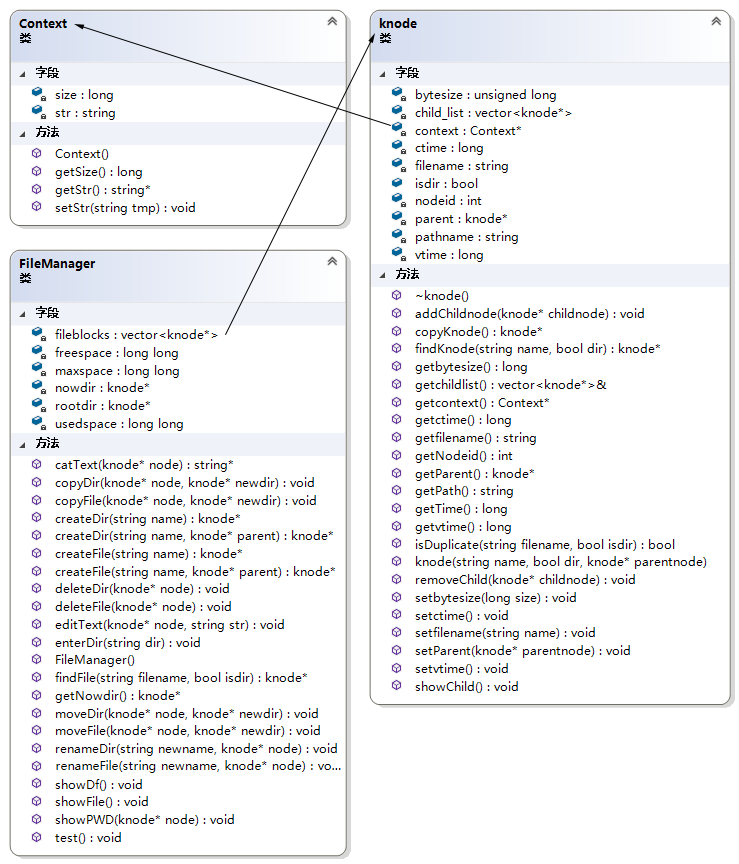 Context
类
字段
size : long
str : string
方法
Context()
getSize() : long
getStr() : string*
setStr(string tmp) : void
FileManager
类
字段
fileblocks : vector<knode*>
freespace : long long
maxspace : long long
nowdir : knode*
rootdir : knode*
usedspace : long long
方法
catText(knode* node) : string*
copyDir(knode* node, knode* newdir) : void
copyFile(knode* node, knode* newdir) : void
createDir(string name) : knode*
createDir(string name, knode* parent) : knode*
createFile(string name) : knode*
createFile(string name, knode* parent) : knode*
deleteDir(knode* node) : void
deleteFile(knode* node) : void
editText(knode* node, string str) : void
enterDir(string dir) : void
FileManager()
findFile(string filename, bool isdir) : knode*
getNowdir() : knode*
moveDir(knode* node, knode* newdir) : void
moveFile(knode* node, knode* newdir) : void
renameDir(string newname, knode* node) : void
renameFile(string newname, knode* node) : vo...
showDf() : void
showFile() : void
showPWD(knode* node) : void
test() : void
knode
类
字段
bytesize : unsigned long
child_list : vector<knode*>
context : Context*
ctime : long
filename : string
isdir : bool
nodeid : int
parent : knode*
pathname : string
vtime : long
方法
~knode()
addChildnode(knode* childnode) : void
copyKnode() : knode*
findKnode(string name, bool dir) : knode*
getbytesize() : long
getchildlist() : vector<knode*>&
getcontext() : Context*
getctime() : long
getfilename() : string
getNodeid() : int
getParent() : knode*
getPath() : string
getTime() : long
getvtime() : long
isDuplicate(string filename, bool isdir) : bool
knode(string name, bool dir, knode* parentnode)
removeChild(knode* childnode) : void
setbytesize(long size) : void
setctime() : void
setfilename(string name) : void
setParent(knode* parentnode) : void
setvtime() : void
showChild() : void